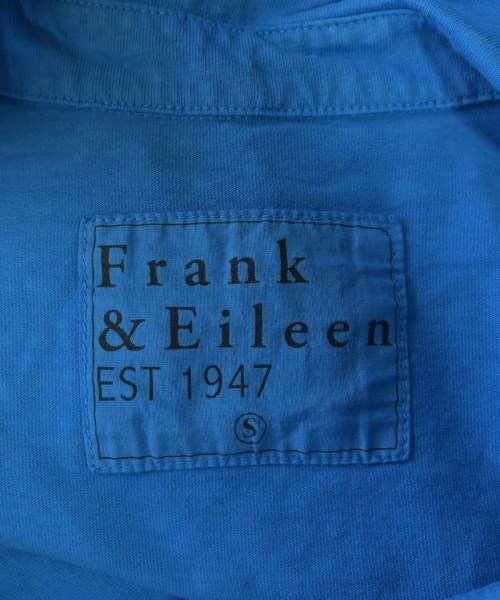 Frank
& Eileen
EST 1947
S